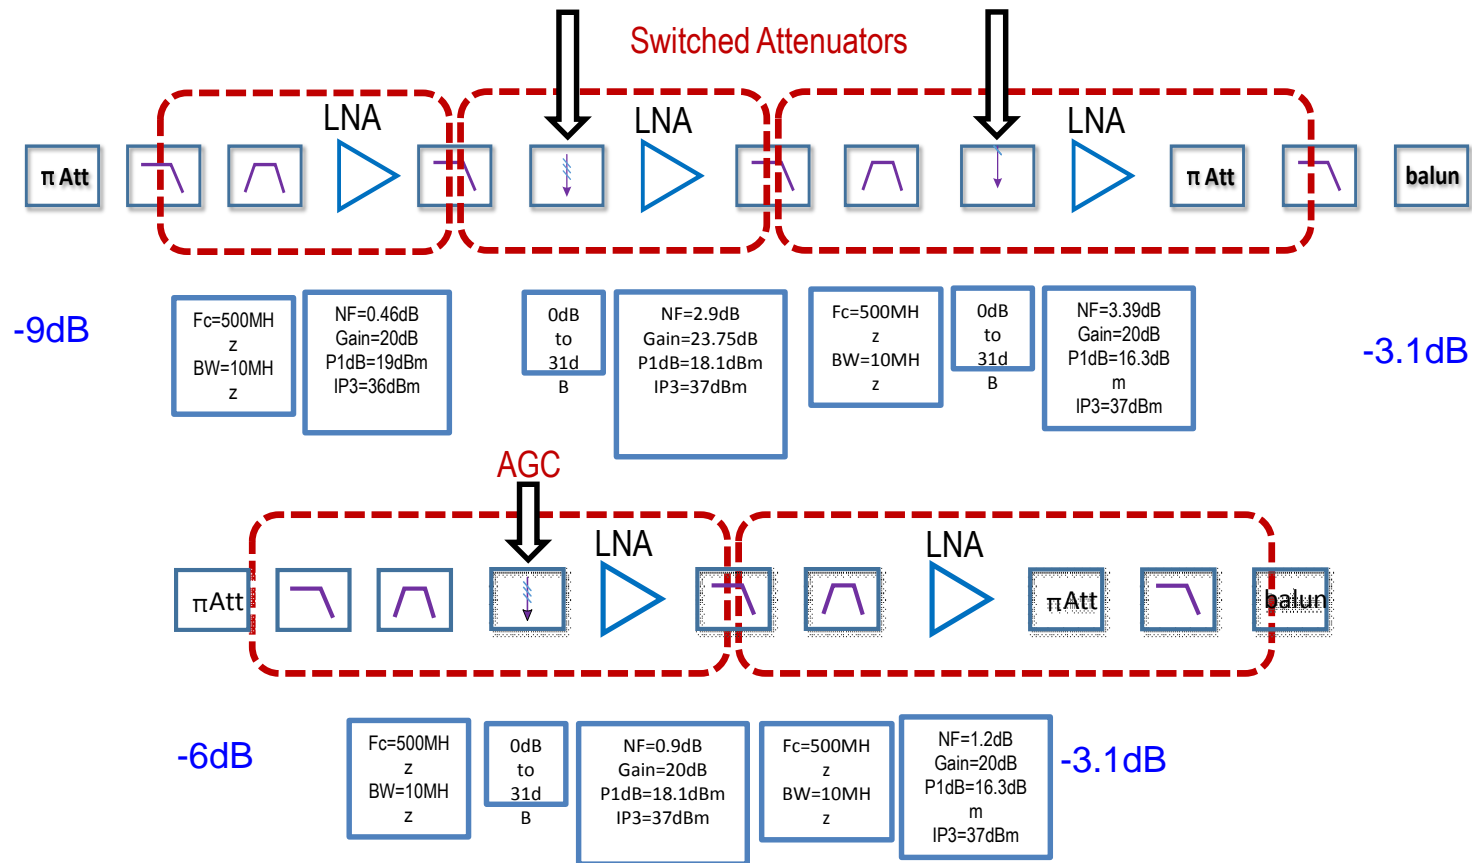 Switched Attenuators
LNA
LNA
LNA
π Att
π Att
balun
-9dB
Fc=500MH
z
BW=10MH
z
NF=0.46dB
Gain=20dB
P1dB=19dBm
IP3=36dBm
0dB
to
31d
B
NF=2.9dB
Gain=23.75dB
P1dB=18.1dBm
IP3=37dBm
Fc=500MH
z
BW=10MH
z
0dB
to
31d
B
NF=3.39dB
Gain=20dB
P1dB=16.3dB
m
IP3=37dBm
-3.1dB
AGC
LNA
LNA
πAtt
πAtt
balun
-6dB
Fc=500MH
z
BW=10MH
z
0dB
to
31d
B
NF=0.9dB
Gain=20dB
P1dB=18.1dBm
IP3=37dBm
Fc=500MH
z
BW=10MH
z
NF=1.2dB
Gain=20dB
P1dB=16.3dB
m
IP3=37dBm
-3.1dB